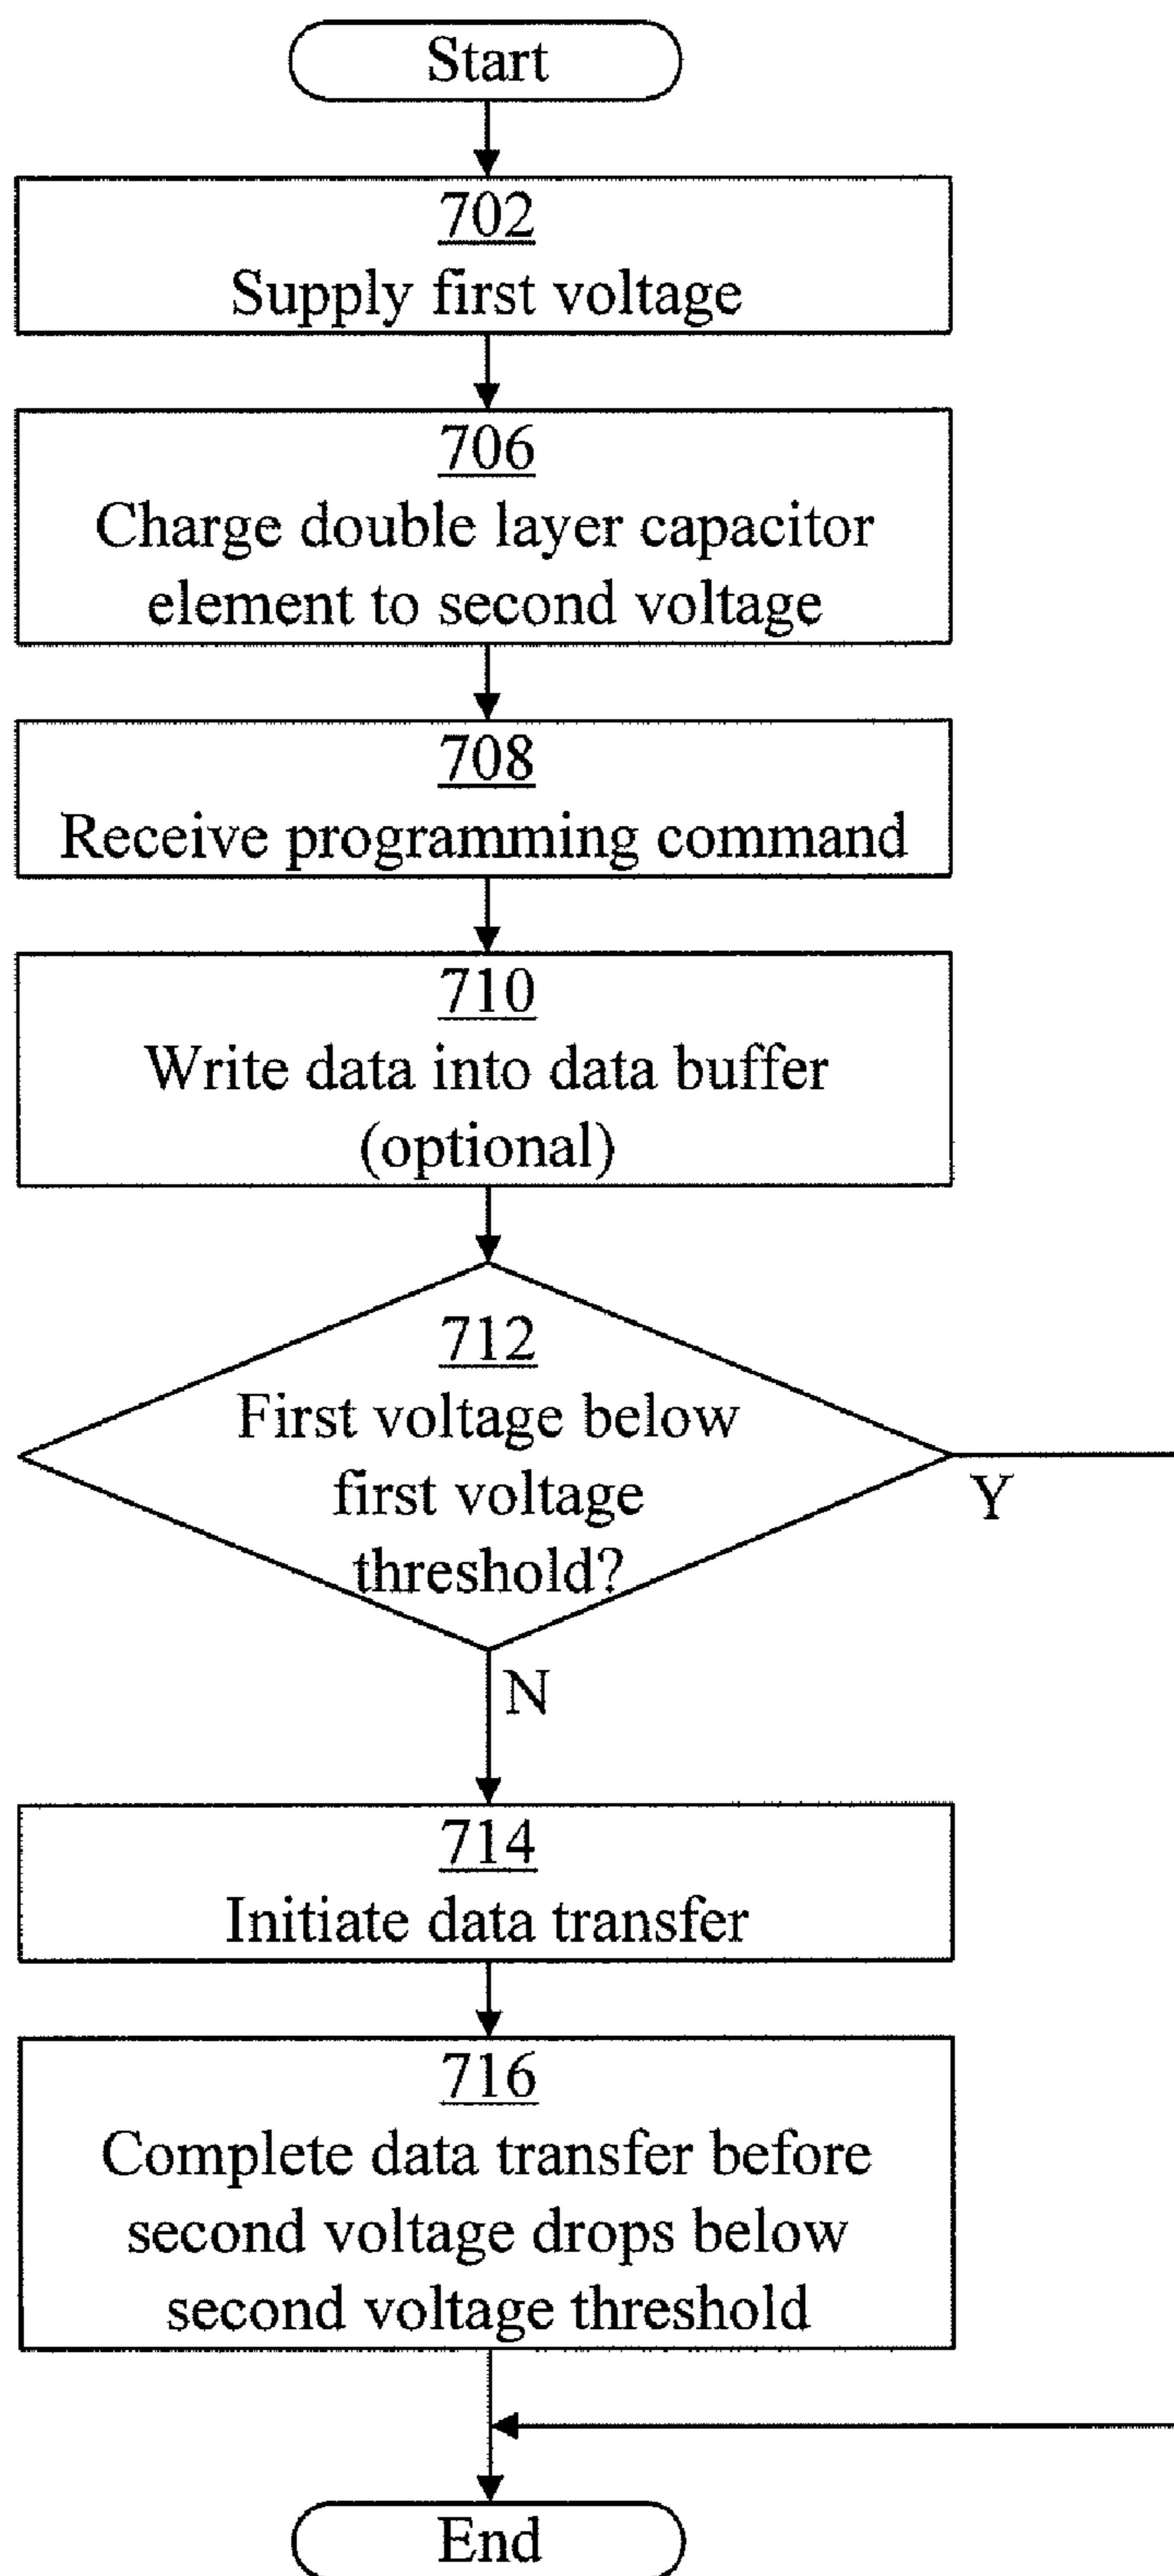 Start
702
Supply first voltage
706
Charge double layer capacitor
element to second voltage
708
Receive programming command
710
Write data into data buffer
(optional)
712
First voltage below
first voltage
threshold?
Y
N
714
Initiate data transfer
716
Complete data transfer before
second voltage drops below
second voltage threshold
End